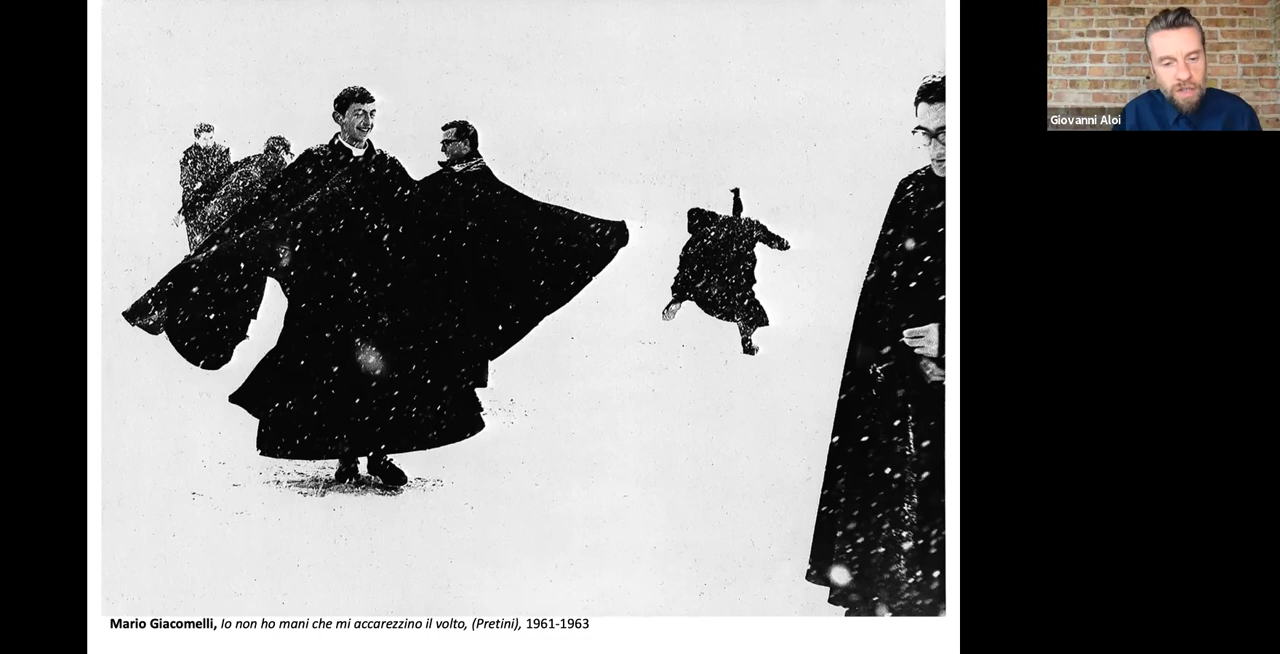 Giovanni Aloi
Mario Giacomelli, Io non ho mani che mi accarezzino il volto, (Pretini), 1961-1963